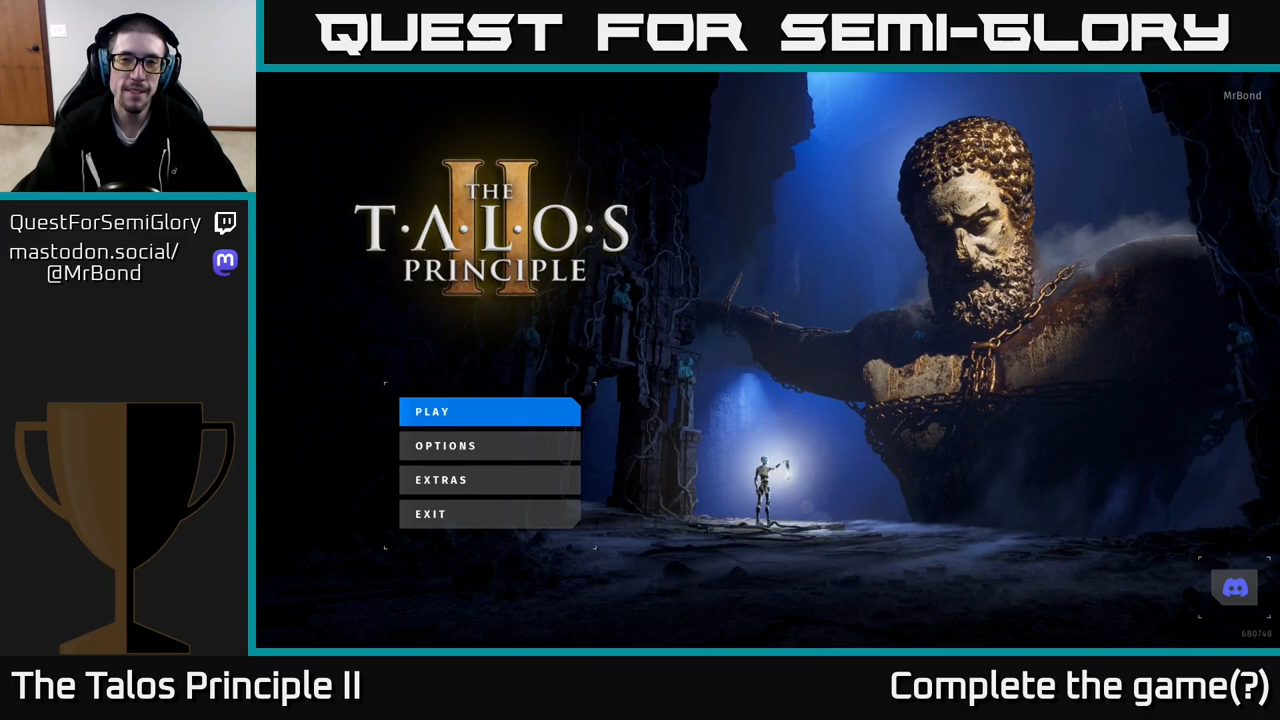 QUEST FOR SEMI-GLORY
QuestForSemiGlory
mastodon.social/
@MrBond
MrBond
II
THE
T·A·L·O·S
PRINCIPLE
PLAY
OPTIONS
EXTRAS
EXIT
680748
The Talos Principle II
Complete the game(?)